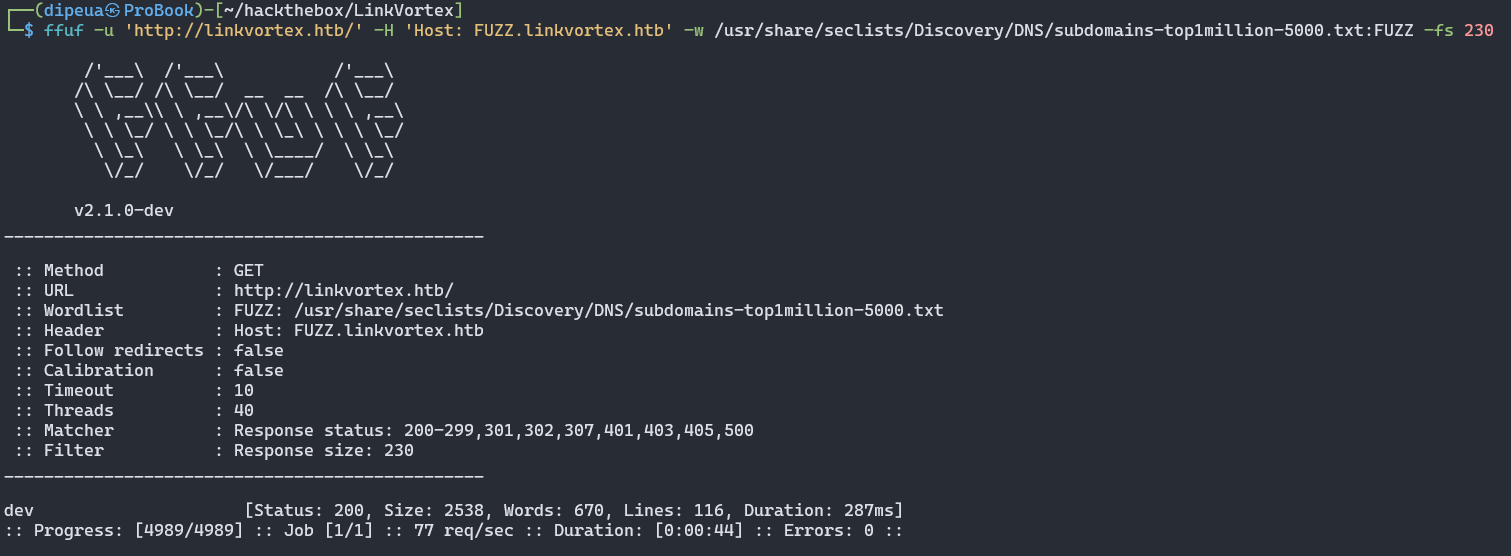 ┌──(dipeua㉿ProBook)-[~/hackthebox/LinkVortex]
└─$ ffuf -u 'http://linkvortex.htb/' -H 'Host: FUZZ.linkvortex.htb' -w /usr/share/seclists/Discovery/DNS/subdomains-top1million-5000.txt:FUZZ -fs 230
        /'___\  /'___\           /'___\
       /\ \__/ /\ \__/  __  __  /\ \__/
       \ \ ,__\\ \ ,__\/\ \/\ \ \ \ ,__\
        \ \ \_/ \ \ \_/\ \ \_\ \ \ \ \_/
         \ \_\   \ \_\  \ \____/  \ \_\
          \/_/    \/_/   \/___/    \/_/
       v2.1.0-dev
________________________________________________
 :: Method           : GET
 :: URL              : http://linkvortex.htb/
 :: Wordlist         : FUZZ: /usr/share/seclists/Discovery/DNS/subdomains-top1million-5000.txt
 :: Header           : Host: FUZZ.linkvortex.htb
 :: Follow redirects : false
 :: Calibration      : false
 :: Timeout          : 10
 :: Threads          : 40
 :: Matcher          : Response status: 200-299,301,302,307,401,403,405,500
 :: Filter           : Response size: 230
________________________________________________
dev                     [Status: 200, Size: 2538, Words: 670, Lines: 116, Duration: 287ms]
:: Progress: [4989/4989] :: Job [1/1] :: 77 req/sec :: Duration: [0:00:44] :: Errors: 0 ::